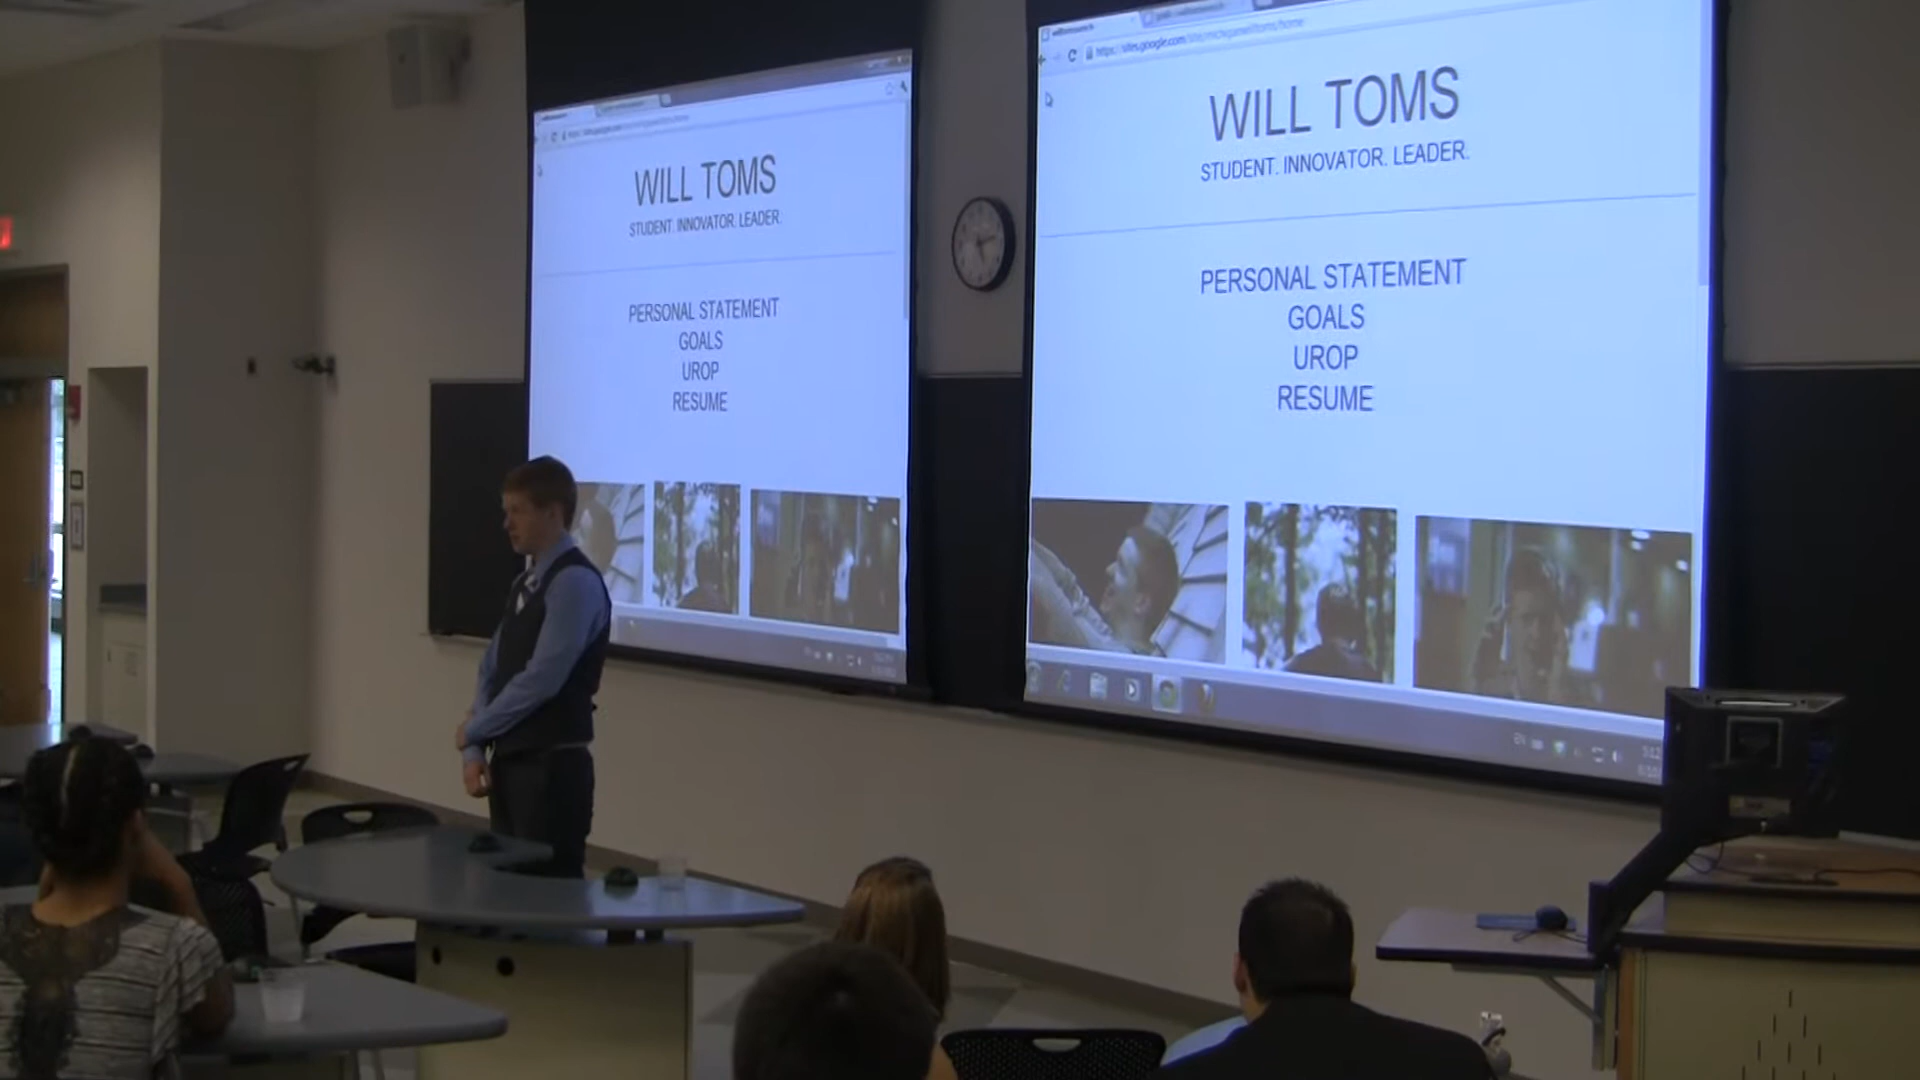 WILL TOMS
STUDENT. INNOVATOR. LEADER.
PERSONAL STATEMENT
GOALS
UROP
RESUME
WILL TOMS
STUDENT. INNOVATOR. LEADER.
PERSONAL STATEMENT
GOALS
UROP
RESUME
EN